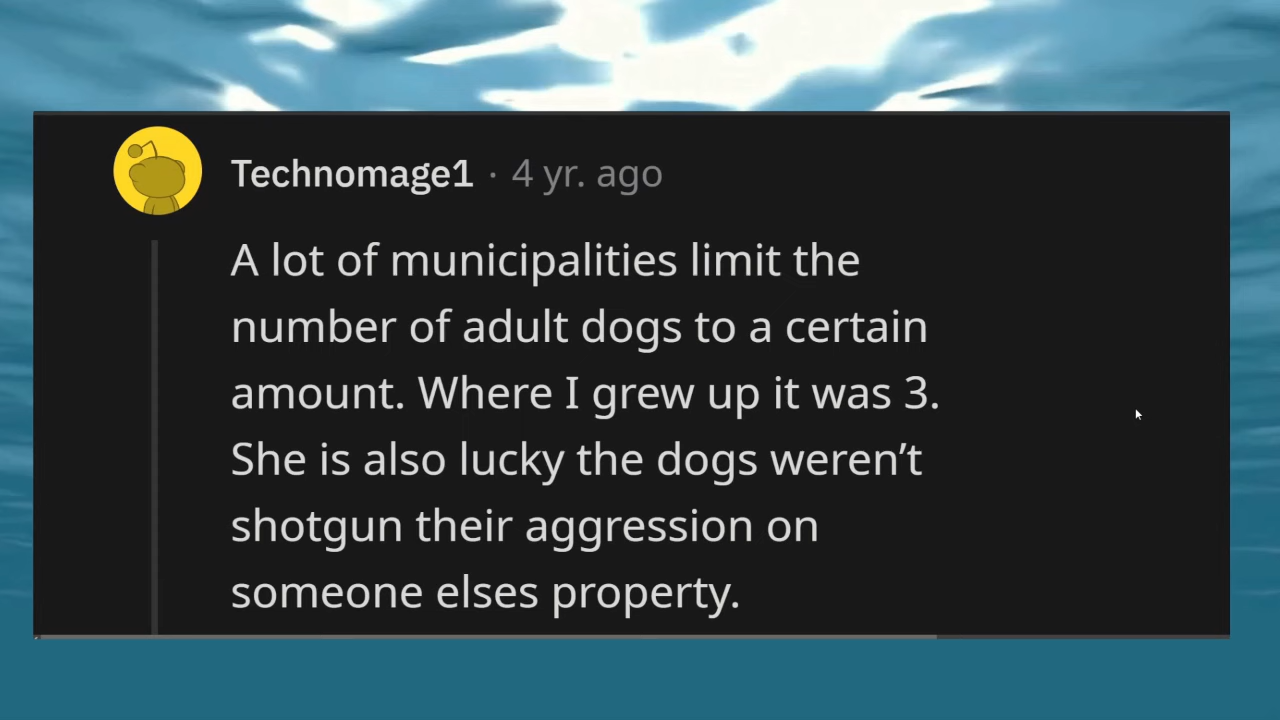 Technomage1 · 4 yr. ago
A lot of municipalities limit the
number of adult dogs to a certain
amount. Where I grew up it was 3.
She is also lucky the dogs weren’t
shotgun their aggression on
someone elses property.